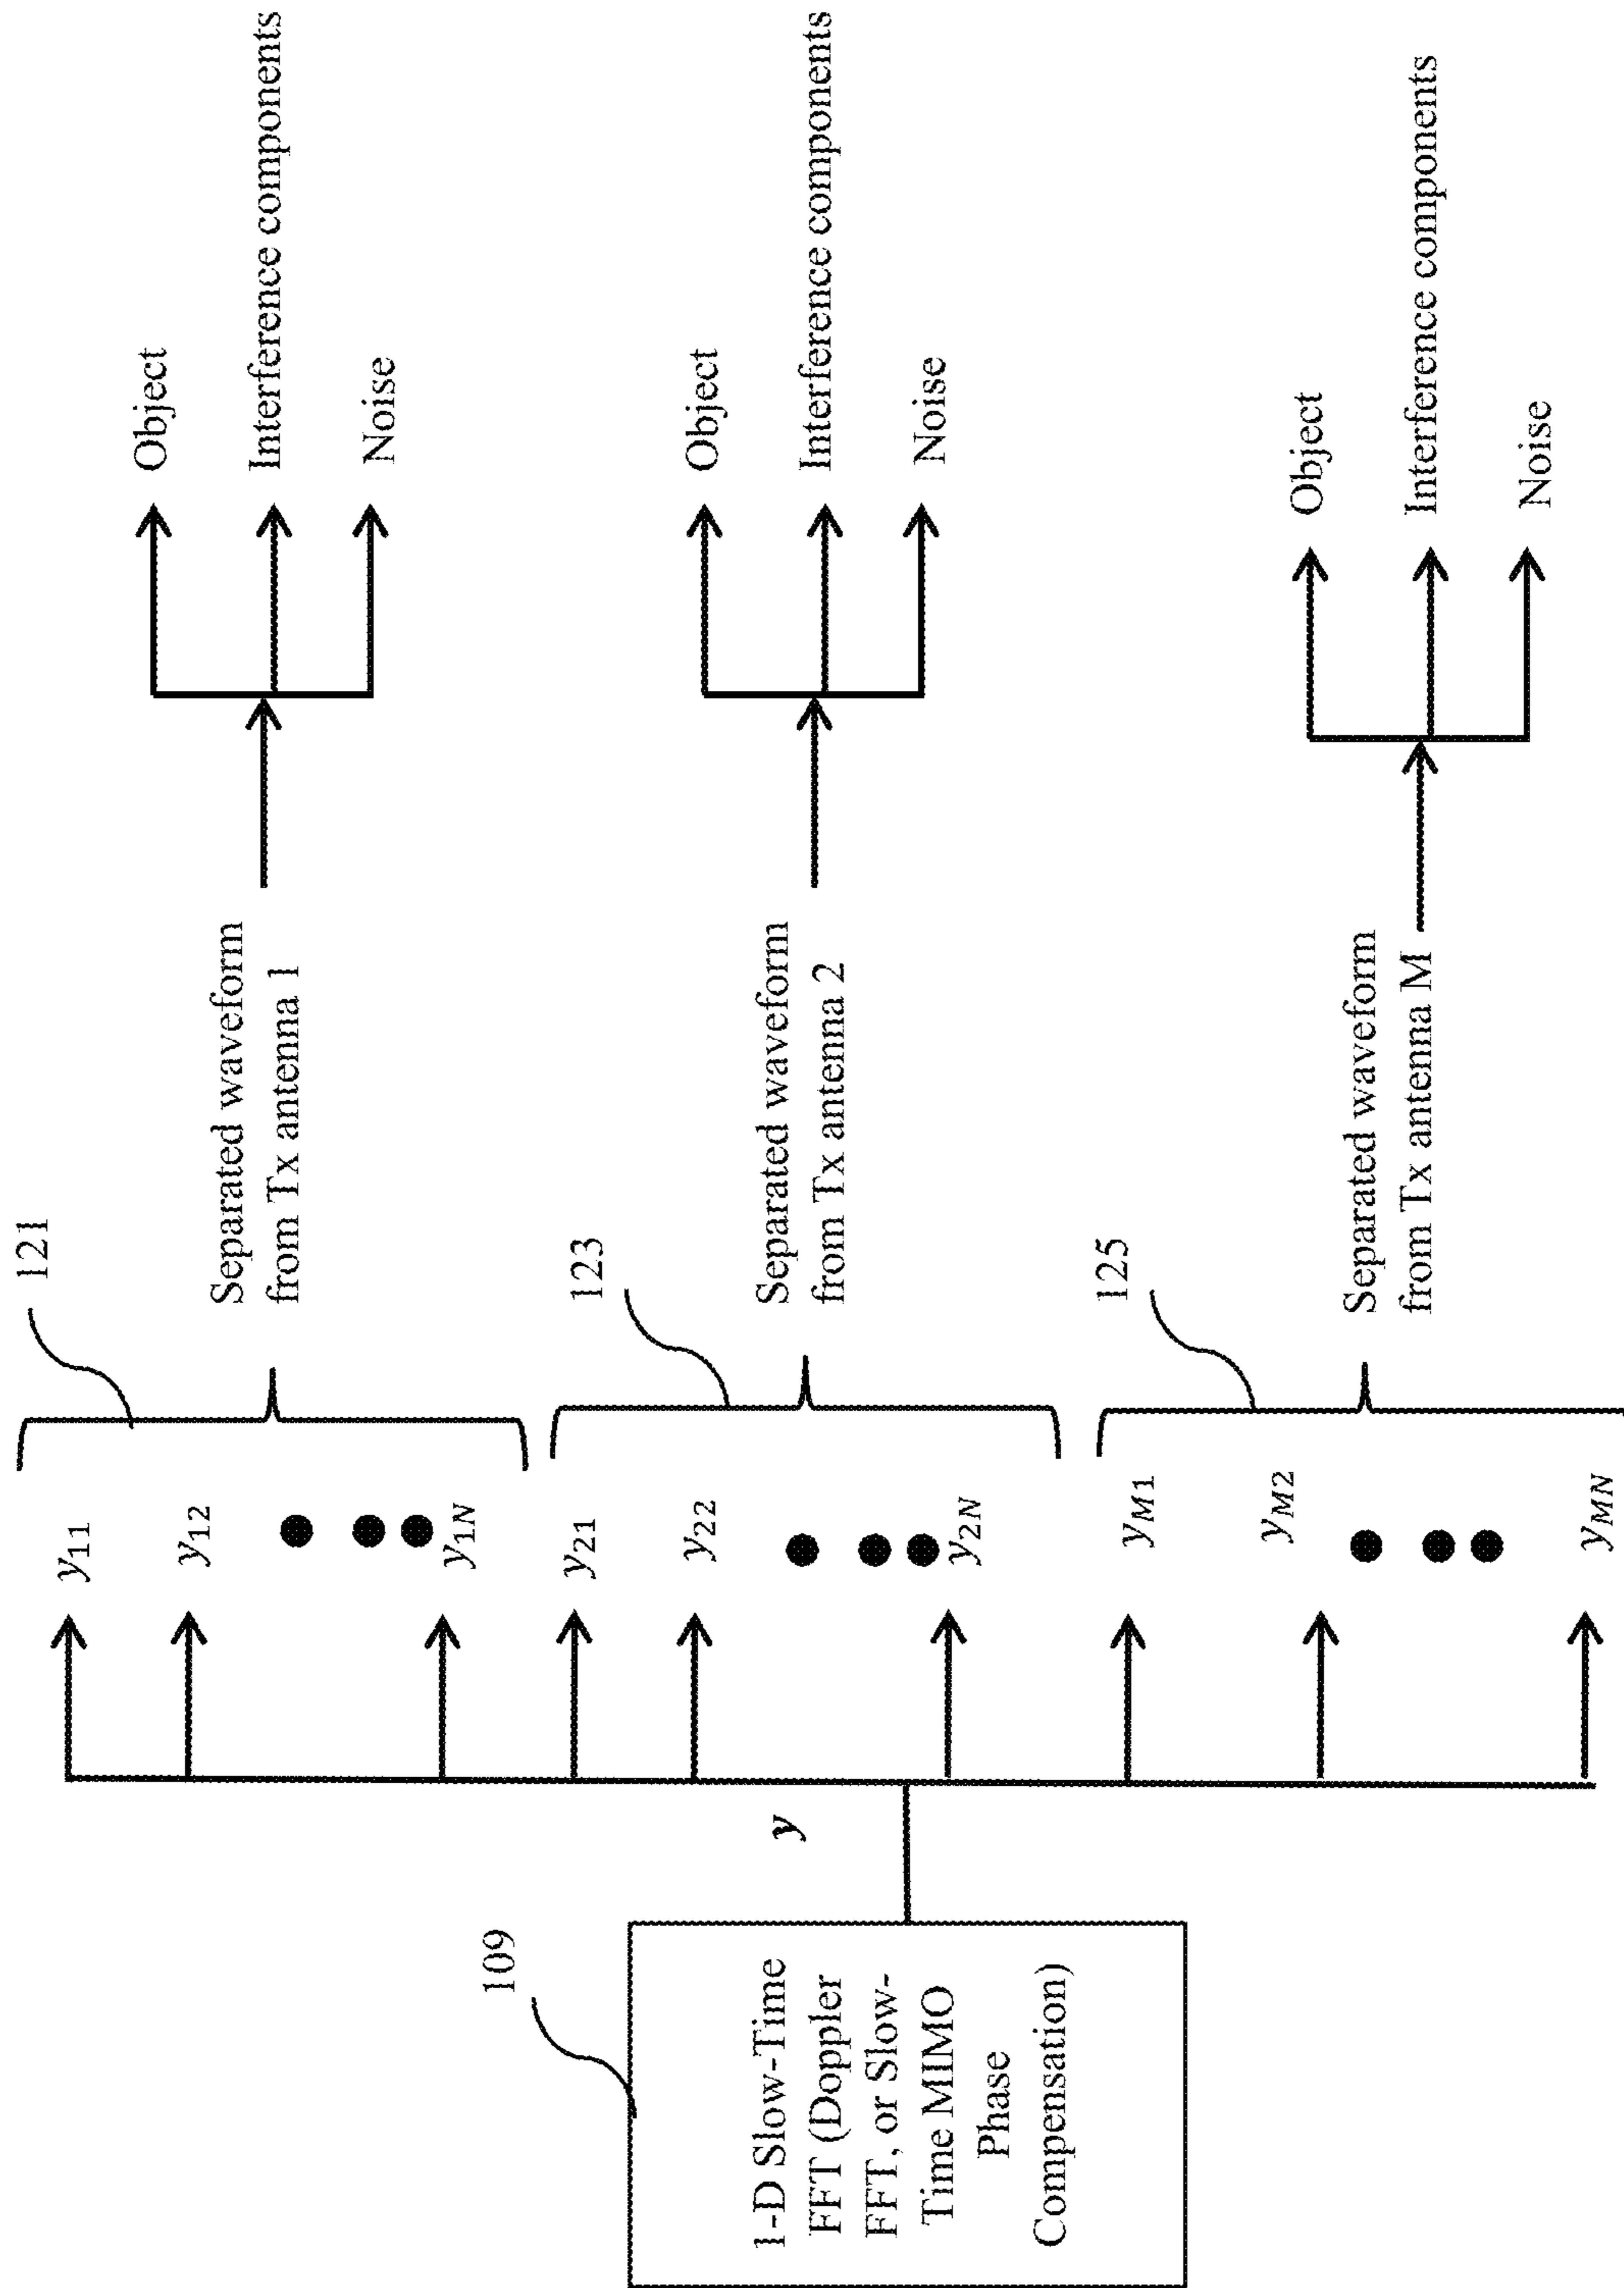 109
1-D Slow-Time
FFT (Doppler
FFT, or Slow-
Time MIMO
Phase
Compensation)
y
y11
y12
y1N
y21
y22
y2N
yM1
yM2
yMN
121
Separated waveform
from Tx antenna 1
Object
Interference components
Noise
123
Separated waveform
from Tx antenna 2
Object
Interference components
Noise
125
Separated waveform
from Tx antenna M
Object
Interference components
Noise